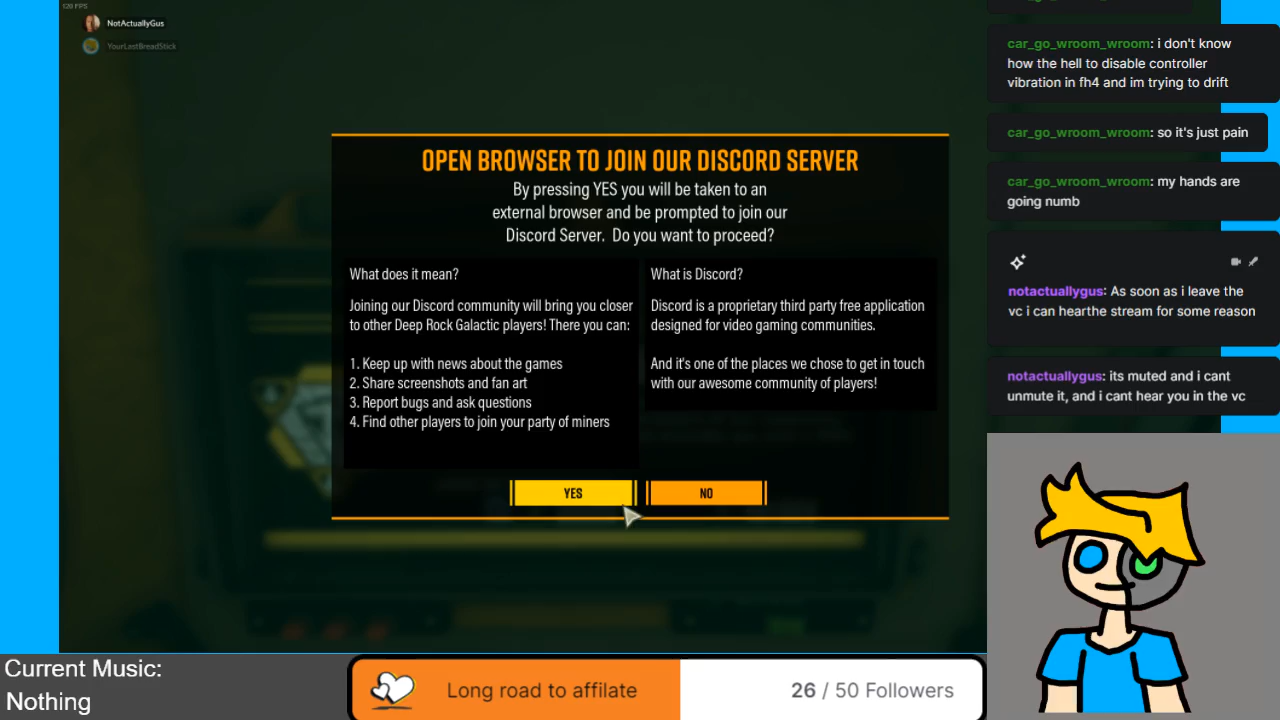 120 FPS
NotActuallyGus
YourLastBreadStick
OPEN BROWSER TO JOIN OUR DISCORD SERVER
By pressing YES you will be taken to an
external browser and be prompted to join our
Discord Server. Do you want to proceed?
What does it mean?
Joining our Discord community will bring you closer
to other Deep Rock Galactic players! There you can:
1. Keep up with news about the games
2. Share screenshots and fan art
3. Report bugs and ask questions
4. Find other players to join your party of miners
What is Discord?
Discord is a proprietary third party free application
designed for video gaming communities.
And it's one of the places we chose to get in touch
with our awesome community of players!
YES
NO
car_go_wroom_wroom: i don't know
how the hell to disable controller
vibration in fh4 and im trying to drift
car_go_wroom_wroom: so it's just pain
car_go_wroom_wroom: my hands are
going numb
notactuallygus: As soon as i leave the
vc i can hearthe stream for some reason
notactuallygus: its muted and i cant
unmute it, and i cant hear you in the vc
Current Music:
Nothing
Long road to affilate
26 / 50 Followers